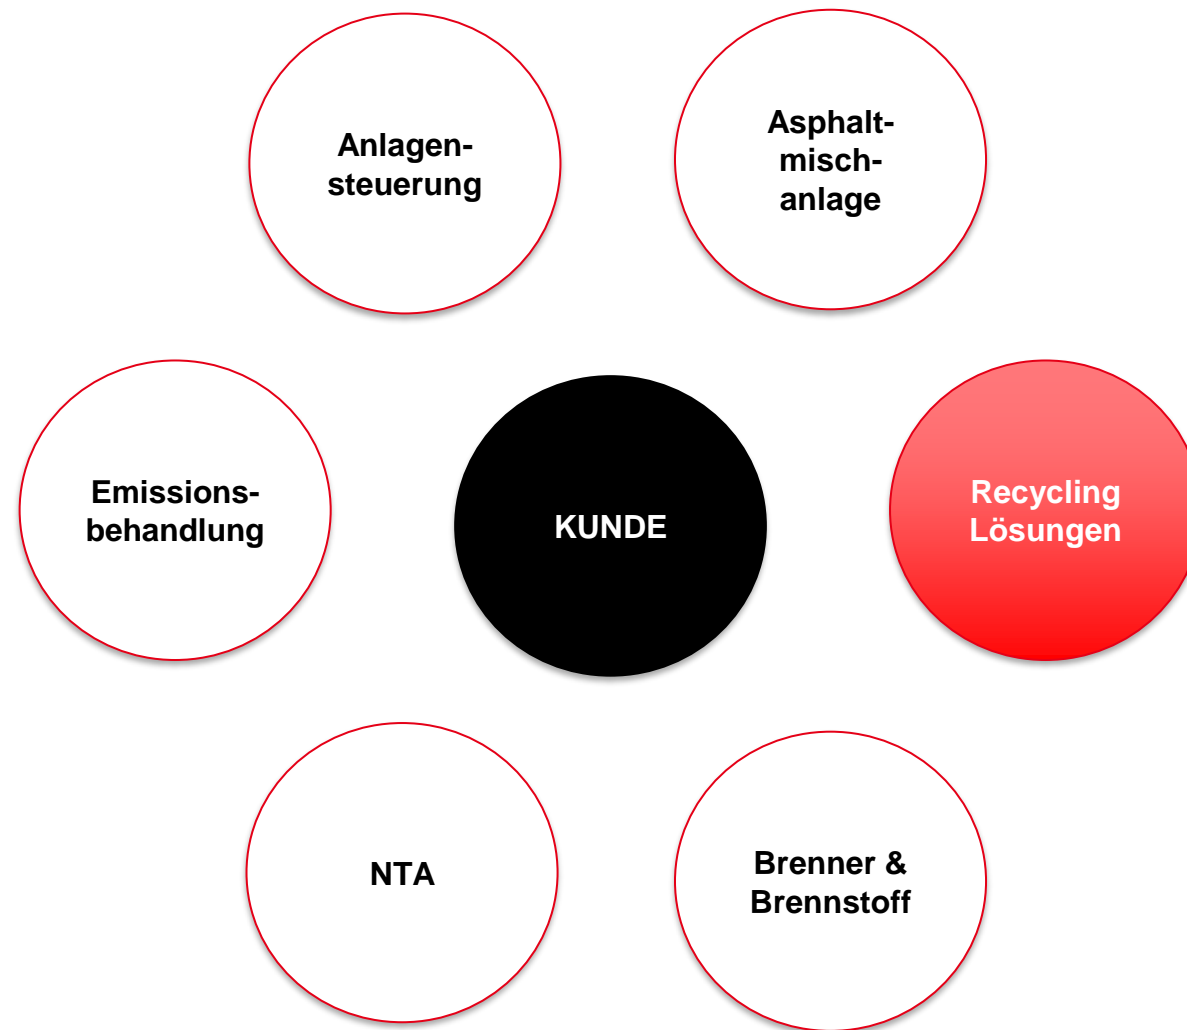 Anlagen-
steuerung
Asphalt-
misch-
anlage
Emissions-
behandlung
KUNDE
Recycling
Lösungen
NTA
Brenner &
Brennstoff